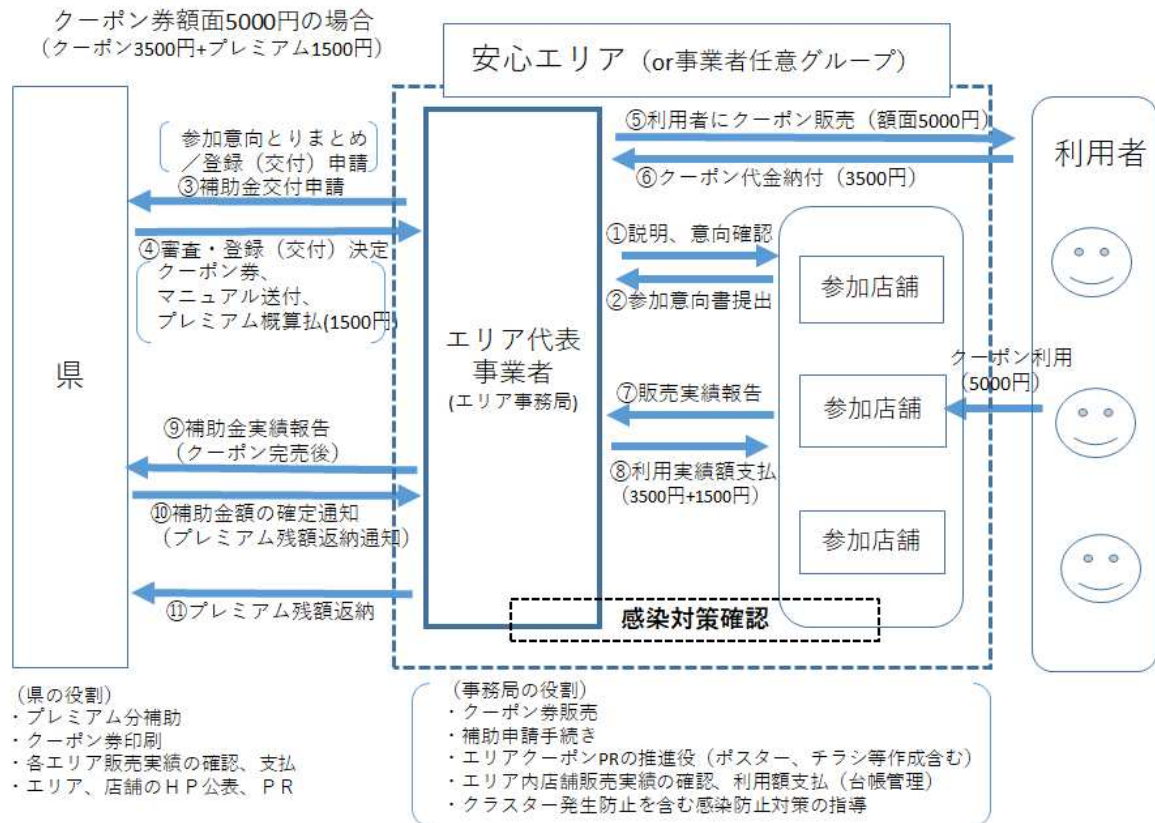 クーポン券額面5000円の場合
（クーポン3500円+プレミアム1500円）
安心エリア（or事業者任意グループ）
県
参加意向とりまとめ
／登録（交付）申請
③補助金交付申請
④審査・登録（交付）決定
クーポン券、
マニュアル送付、
プレミアム概算払(1500円)
⑨補助金実績報告
（クーポン完売後）
⑩補助金額の確定通知
（プレミアム残額返納通知）
⑪プレミアム残額返納
エリア代表
事業者
(エリア事務局)
⑤利用者にクーポン販売（額面5000円）
⑥クーポン代金納付（3500円）
①説明、意向確認
②参加意向書提出
⑦販売実績報告
⑧利用実績額支払
（3500円+1500円）
参加店舗
参加店舗
参加店舗
感染対策確認
クーポン利用
（5000円）
利用者
（県の役割）
・プレミアム分補助
・クーポン券印刷
・各エリア販売実績の確認、支払
・エリア、店舗のＨＰ公表、ＰＲ
（事務局の役割）
・クーポン券販売
・補助申請手続き
・エリアクーポンPRの推進役（ポスター、チラシ等作成含む）
・エリア内店舗販売実績の確認、利用額支払（台帳管理）
・クラスター発生防止を含む感染防止対策の指導